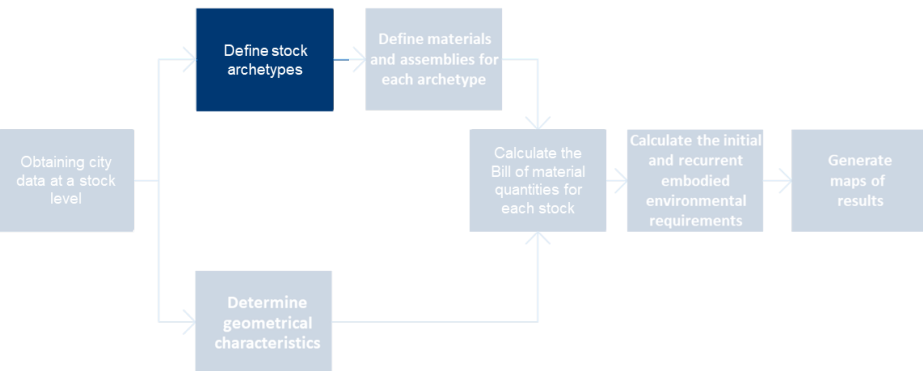 Define stock
archetypes
Define materials
and assemblies for
each archetype
Obtaining city
data at a stock
level
Calculate the
Bill of material
quantities for
each stock
Calculate the initial
and recurrent
embodied
environmental
requirements
Generate
maps of
results
Determine
geometrical
characteristics